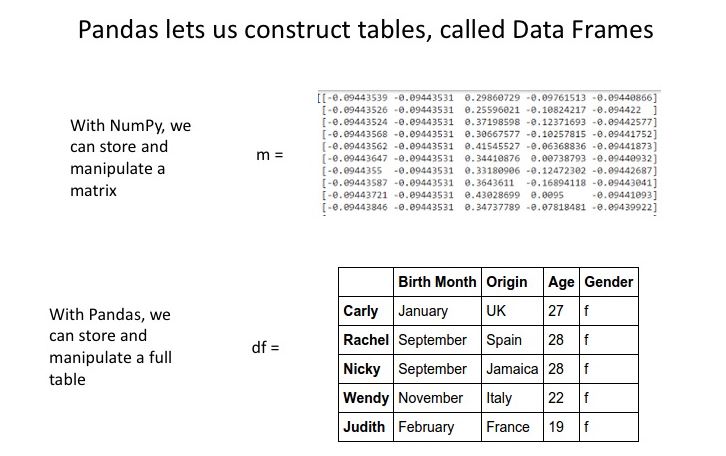 Pandas lets us construct tables, called Data Frames
With NumPy, we
can store and
manipulate a
matrix
m =
[[-0.09443539 -0.09443531 0.29860729 -0.09761513 -0.09440866]
[-0.09443526 -0.09443531 0.25596021 -0.10824217 -0.094422 ]
[-0.09443524 -0.09443531 0.37198598 -0.12371693 -0.09442577]
[-0.09443568 -0.09443531 0.30667577 -0.10257815 -0.09441752]
[-0.09443562 -0.09443531 0.41545527 -0.06368836 -0.09441873]
[-0.09443647 -0.09443531 0.34410876 0.00738793 -0.09440932]
[-0.0944355 -0.09443531 0.33180906 -0.12472302 -0.09442687]
[-0.09443587 -0.09443531 0.3643611 -0.16894118 -0.09443041]
[-0.09443721 -0.09443531 0.43028699 0.0095 -0.09441093]
[-0.09443846 -0.09443531 0.34737789 -0.07818481 -0.09439922]
With Pandas, we
can store and
manipulate a full
table
df =
Birth Month Origin Age Gender
Carly January UK 27 f
Rachel September Spain 28 f
Nicky September Jamaica 28 f
Wendy November Italy 22 f
Judith February France 19 f